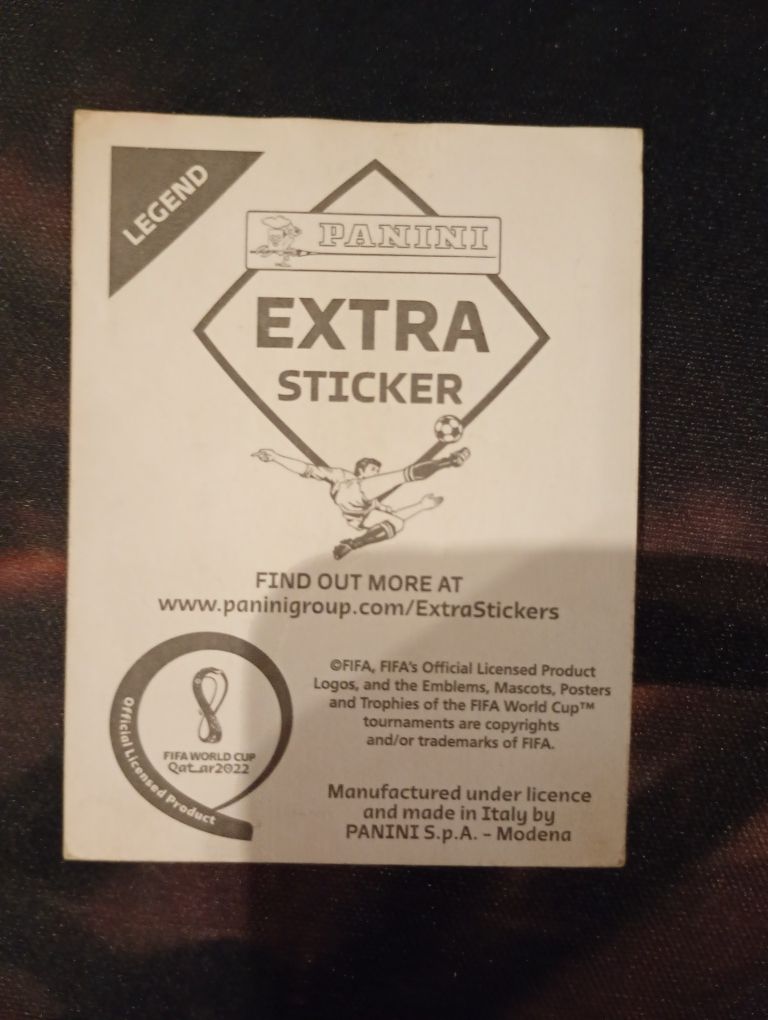 LEGEND
PANINI
EXTRA
STICKER
FIND OUT MORE AT
www.paninigroup.com/ExtraStickers
©FIFA, FIFA's Official Licensed Product
Logos, and the Emblems, Mascots, Posters
and Trophies of the FIFA World Cup™
tournaments are copyrights
and/or trademarks of FIFA.
FIFA WORLD CUP
Qatar2022
Official Licensed Product
Manufactured under licence
and made in Italy by
PANINI S.p.A. - Modena